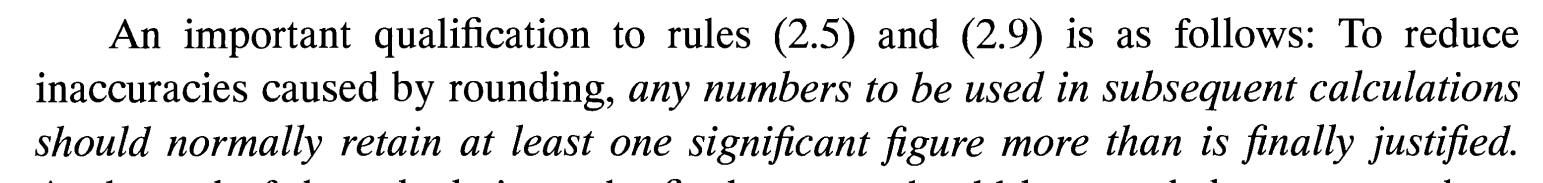 An important qualification to rules (2.5) and (2.9) is as follows: To reduce
inaccuracies caused by rounding, any numbers to be used in subsequent calculations
should normally retain at least one significant figure more than is finally justified.